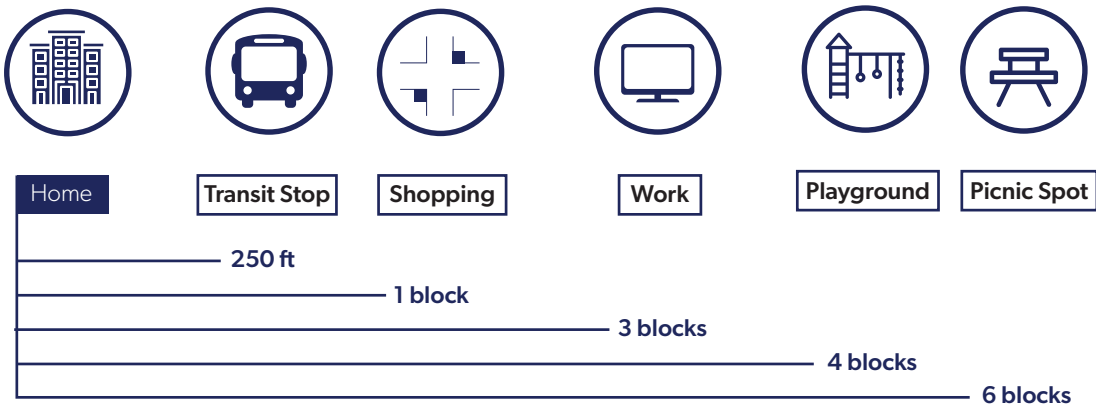 Home
Transit Stop
Shopping
Work
Playground
Picnic Spot
250 ft
1 block
3 blocks
4 blocks
6 blocks